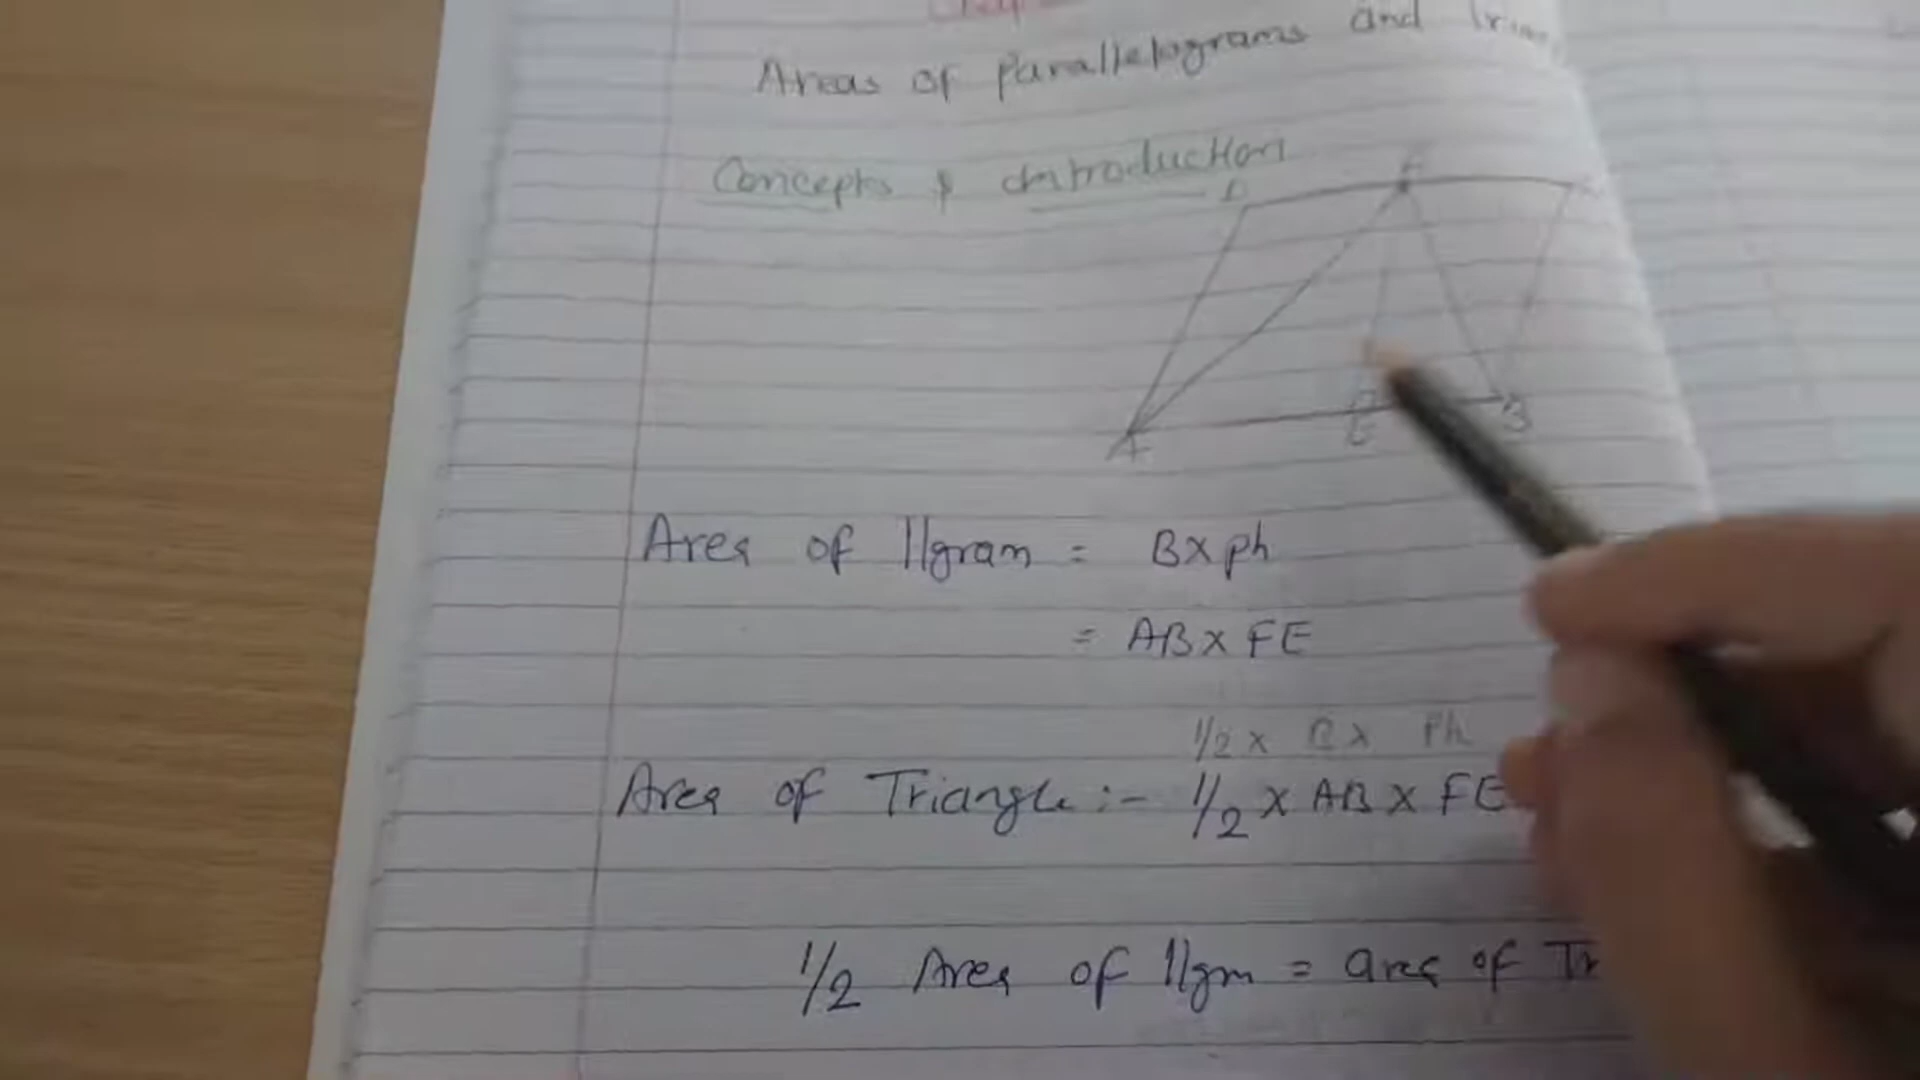 Areas of Parallelograms and
Concepts & Introduction
D F
A E B
Area of ||gram = B x ph
= AB x FE
1/2 x B x Ph
Area of Triangle :- 1/2 x AB x FE
1/2 Area of ||gm = area of Tr